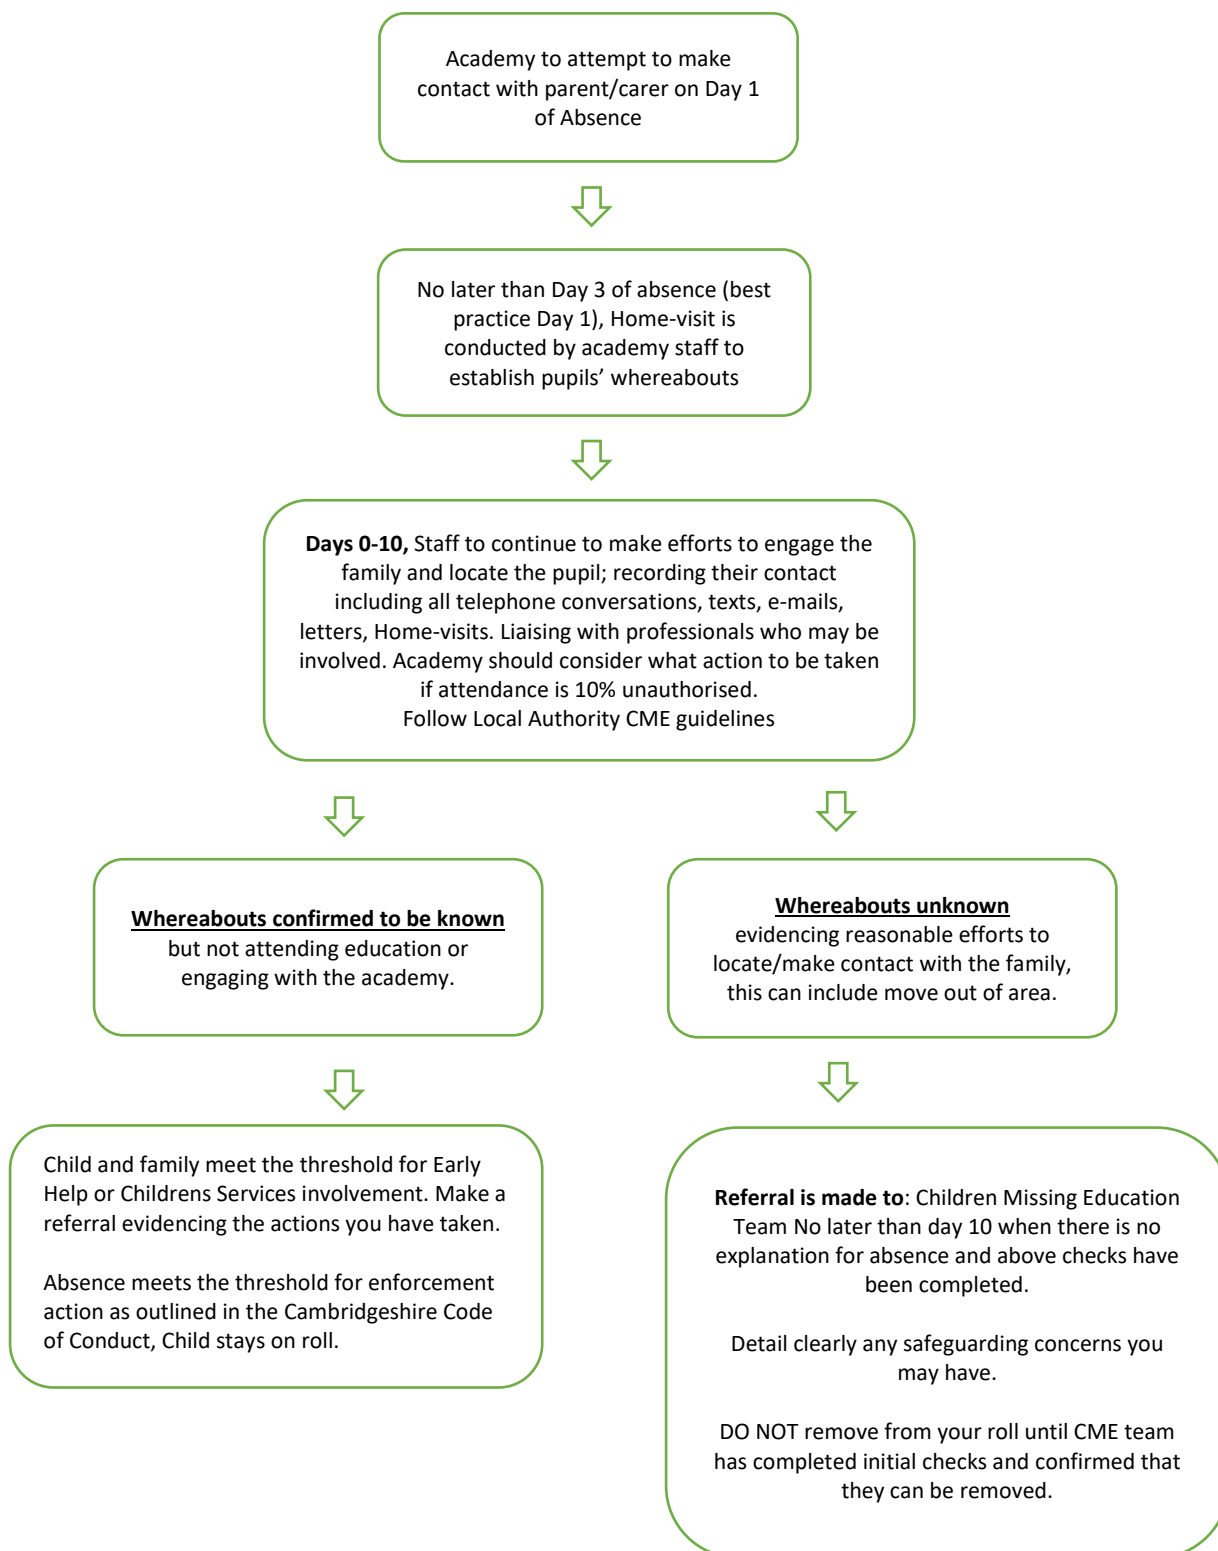 Academy to attempt to make
contact with parent/carer on Day 1
of Absence
No later than Day 3 of absence (best
practice Day 1), Home-visit is
conducted by academy staff to
establish pupils’ whereabouts
Days 0-10, Staff to continue to make efforts to engage the
family and locate the pupil; recording their contact
including all telephone conversations, texts, e-mails,
letters, Home-visits. Liaising with professionals who may be
involved. Academy should consider what action to be taken
if attendance is 10% unauthorised.
Follow Local Authority CME guidelines
Whereabouts confirmed to be known
but not attending education or
engaging with the academy.
Whereabouts unknown
evidencing reasonable efforts to
locate/make contact with the family,
this can include move out of area.
Child and family meet the threshold for Early
Help or Childrens Services involvement. Make a
referral evidencing the actions you have taken.
Absence meets the threshold for enforcement
action as outlined in the Cambridgeshire Code
of Conduct, Child stays on roll.
Referral is made to: Children Missing Education
Team No later than day 10 when there is no
explanation for absence and above checks have
been completed.
Detail clearly any safeguarding concerns you
may have.
DO NOT remove from your roll until CME team
has completed initial checks and confirmed that
they can be removed.